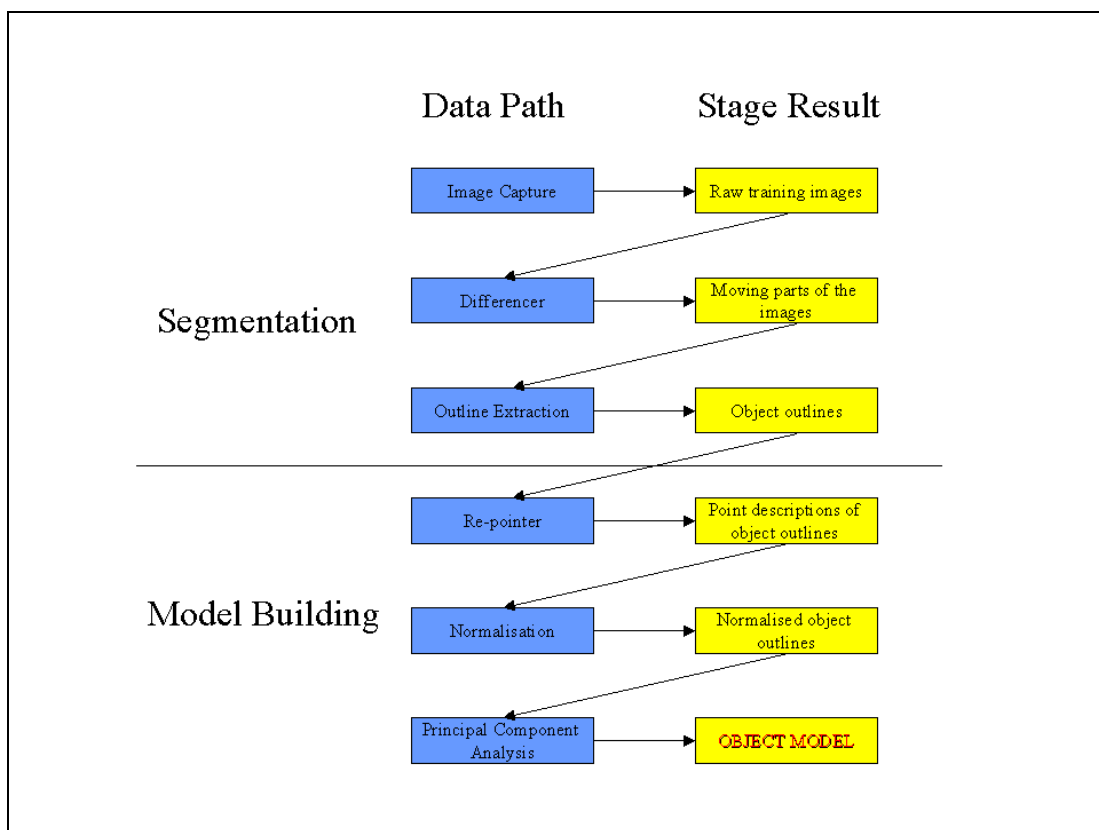 Data Path
Stage Result
Image Capture
Raw training images
Segmentation
Differencer
Moving parts of the
images
Outline Extraction
Object outlines
Model Building
Re-pointer
Point descriptions of
object outlines
Normalisation
Normalised object
outlines
Principal Component
Analysis
OBJECT MODEL